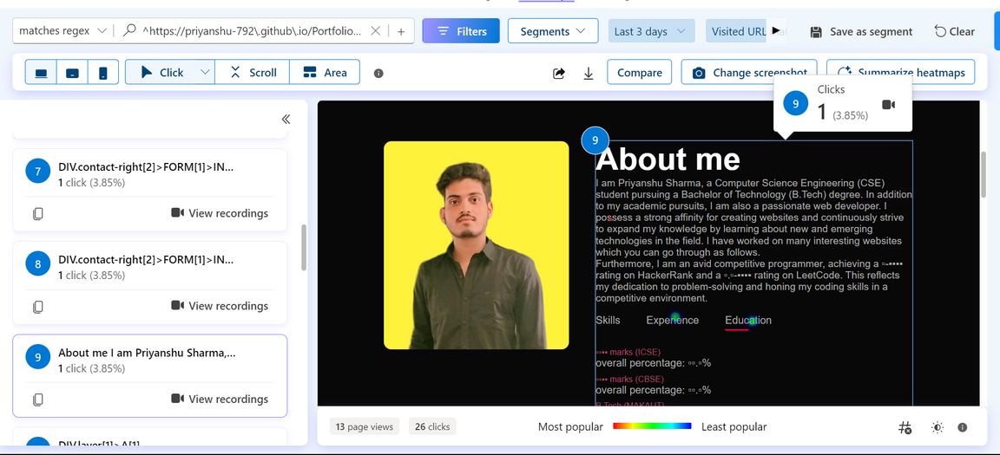 matches regex
^https://priyanshu-792\.github\.io/Portfolio...
Filters
Segments
Last 3 days
Visited URL
Save as segment
Clear
Click
Scroll
Area
Compare
Change screenshot
Summarize heatmaps
9
Clicks
1 (3.85%)
7
DIV.contact-right[2]>FORM[1]>IN...
1 click (3.85%)
View recordings
8
DIV.contact-right[2]>FORM[1]>IN...
1 click (3.85%)
View recordings
9
About me I am Priyanshu Sharma,...
1 click (3.85%)
View recordings
DIV.layer[1]>A[1]
9
About me
I am Priyanshu Sharma, a Computer Science Engineering (CSE)
student pursuing a Bachelor of Technology (B.Tech) degree. In addition
to my academic pursuits, I am also a passionate web developer. I
possess a strong affinity for creating websites and continuously strive
to expand my knowledge by learning about new and emerging
technologies in the field. I have worked on many interesting websites
which you can go through as follows.
Furthermore, I am an avid competitive programmer, achieving a ▫-▪▪▪▪
rating on HackerRank and a ▫.▫-▪▪▪▪ rating on LeetCode. This reflects
my dedication to problem-solving and honing my coding skills in a
competitive environment.
Skills Experience Education
▫▫▪▪ marks (ICSE)
overall percentage: ▫▫.▫%
▫▫▪▪ marks (CBSE)
overall percentage: ▫▫.▫%
B.Tech (MAKAUT)
13 page views
26 clicks
Most popular
Least popular